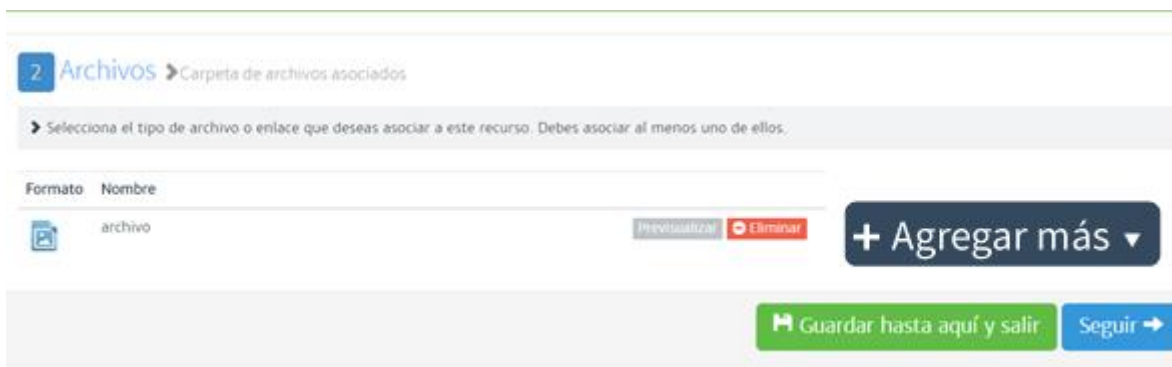 2 Archivos Carpeta de archivos asociados
Selecciona el tipo de archivo o enlace que deseas asociar a este recurso. Debes asociar al menos uno de ellos.
Formato Nombre
archivo Previsualizar Eliminar
+ Agregar más
Guardar hasta aquí y salir Seguir